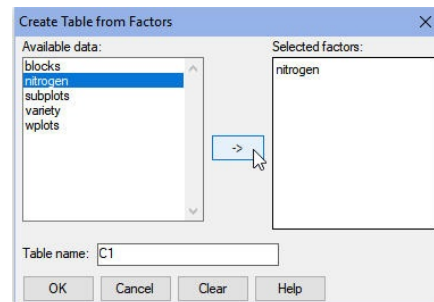 Create Table from Factors
Available data:
blocks
nitrogen
subplots
variety
wplots
->
Selected factors:
nitrogen
Table name: C1
OK Cancel Clear Help